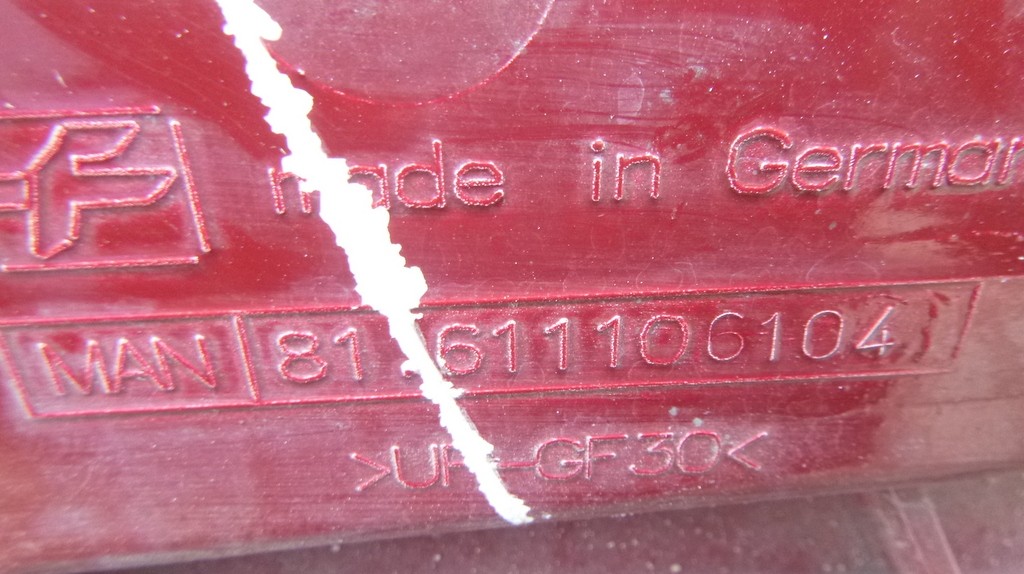 made in German
MAN 81 611106104
>UP-GF30<